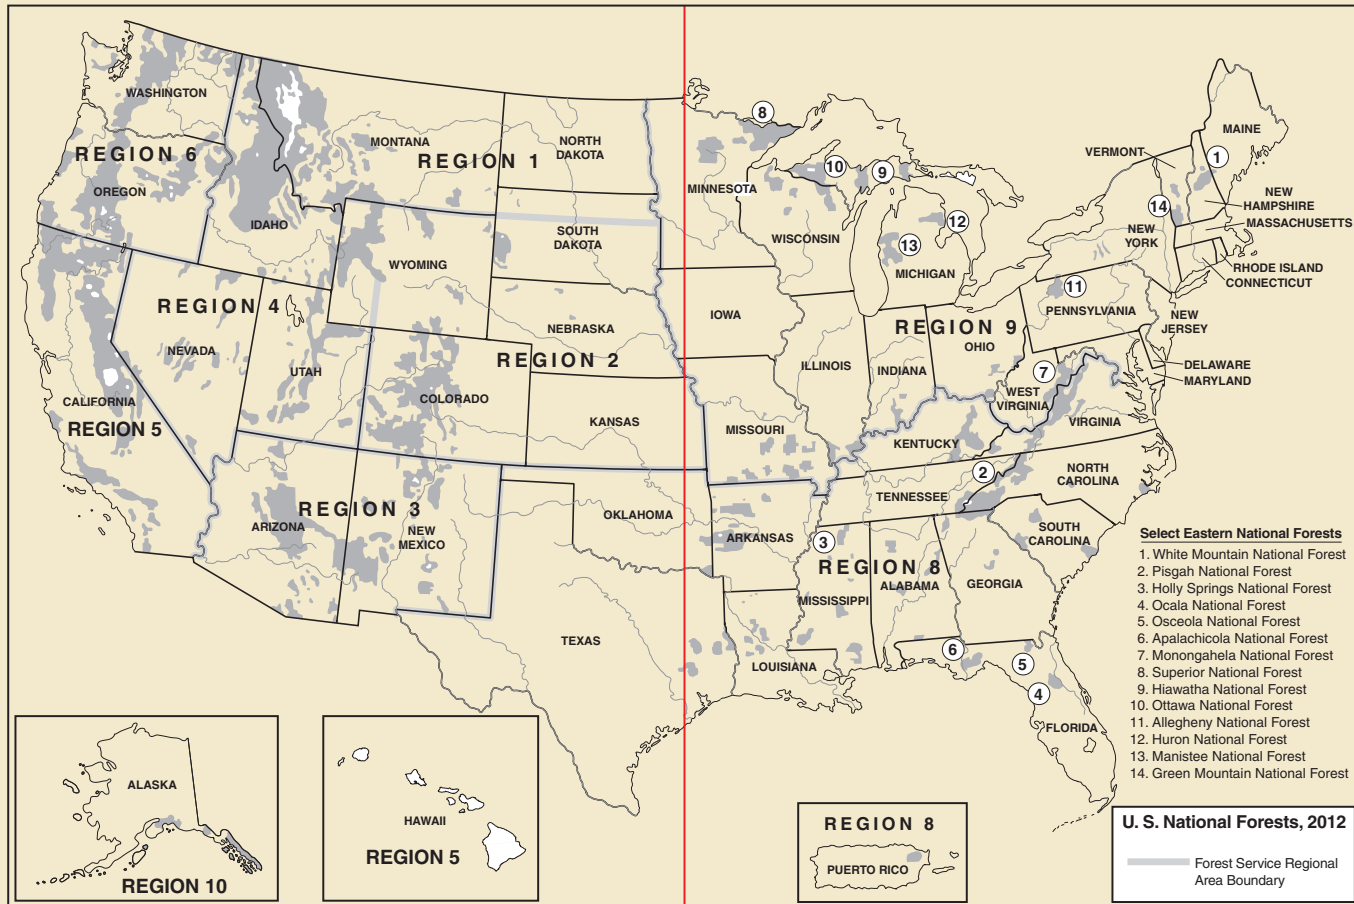 WASHINGTON
REGION 6
OREGON
MONTANA
REGION 1
NORTH
DAKOTA
IDAHO
SOUTH
DAKOTA
WYOMING
REGION 4
NEVADA
UTAH
NEBRASKA
REGION 2
COLORADO
KANSAS
CALIFORNIA
REGION 5
REGION 3
ARIZONA
NEW
MEXICO
OKLAHOMA
TEXAS
8
MINNESOTA
10
9
WISCONSIN
12
13
MICHIGAN
IOWA
REGION 9
ILLINOIS
INDIANA
OHIO
MISSOURI
KENTUCKY
7
WEST
VIRGINIA
VIRGINIA
11
PENNSYLVANIA
MAINE
1
VERMONT
NEW
HAMPSHIRE
14
MASSACHUSETTS
NEW
YORK
RHODE ISLAND
CONNECTICUT
NEW
JERSEY
DELAWARE
MARYLAND
2
TENNESSEE
NORTH
CAROLINA
ARKANSAS
3
SOUTH
CAROLINA
REGION 8
ALABAMA
GEORGIA
MISSISSIPPI
LOUISIANA
6
5
4
FLORIDA
Select Eastern National Forests
1. White Mountain National Forest
2. Pisgah National Forest
3. Holly Springs National Forest
4. Ocala National Forest
5. Osceola National Forest
6. Apalachicola National Forest
7. Monongahela National Forest
8. Superior National Forest
9. Hiawatha National Forest
10. Ottawa National Forest
11. Allegheny National Forest
12. Huron National Forest
13. Manistee National Forest
14. Green Mountain National Forest
ALASKA
REGION 10
HAWAII
REGION 5
REGION 8
PUERTO RICO
U. S. National Forests, 2012
Forest Service Regional
Area Boundary